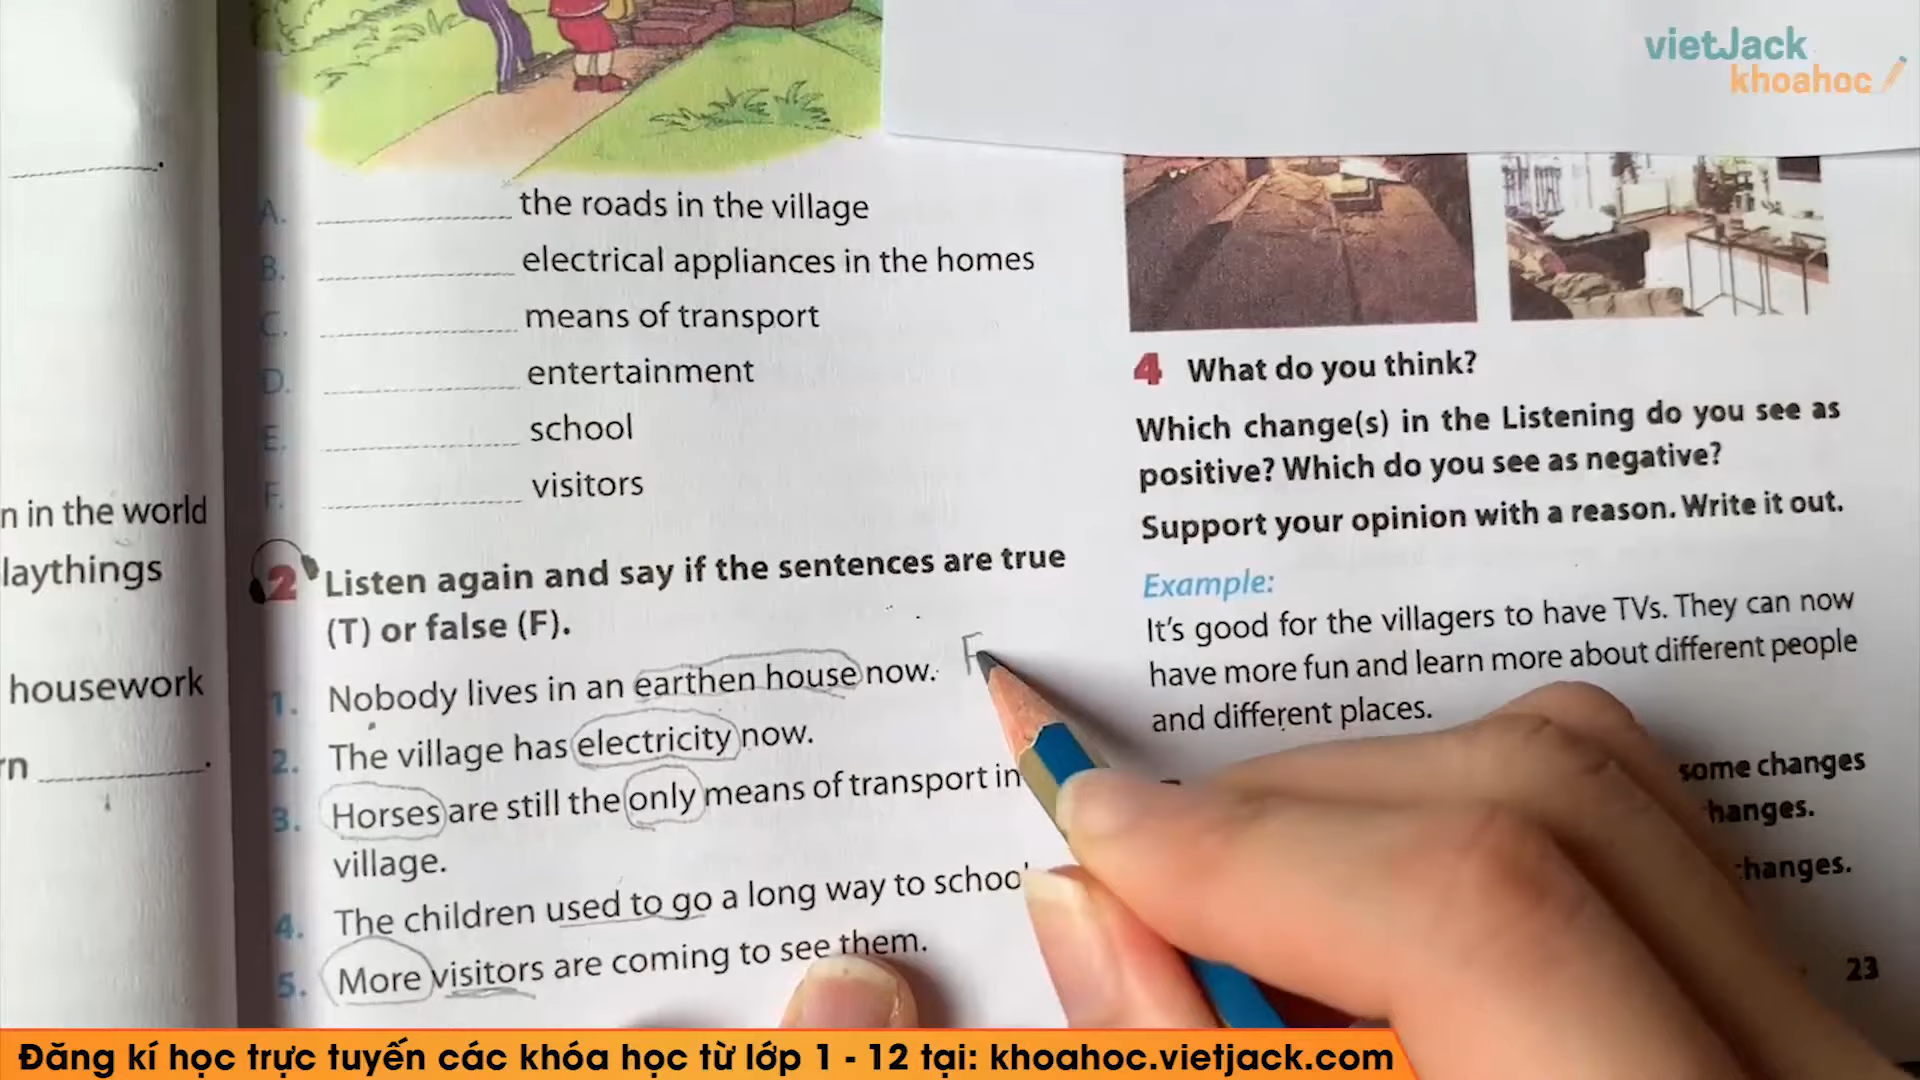 vietJack
khoahoc
A. the roads in the village
B. electrical appliances in the homes
C. means of transport
D. entertainment
E. school
F. visitors
2 Listen again and say if the sentences are true
(T) or false (F).
1. Nobody lives in an earthen house now. F
2. The village has electricity now.
3. Horses are still the only means of transport in
village.
4. The children used to go a long way to schoo
5. More visitors are coming to see them.
n in the world
laythings
housework
rn
4 What do you think?
Which change(s) in the Listening do you see as
positive? Which do you see as negative?
Support your opinion with a reason. Write it out.
Example:
It's good for the villagers to have TVs. They can now
have more fun and learn more about different people
and different places.
some changes
hanges.
changes.
23
Đăng kí học trực tuyến các khóa học từ lớp 1 - 12 tại: khoahoc.vietjack.com